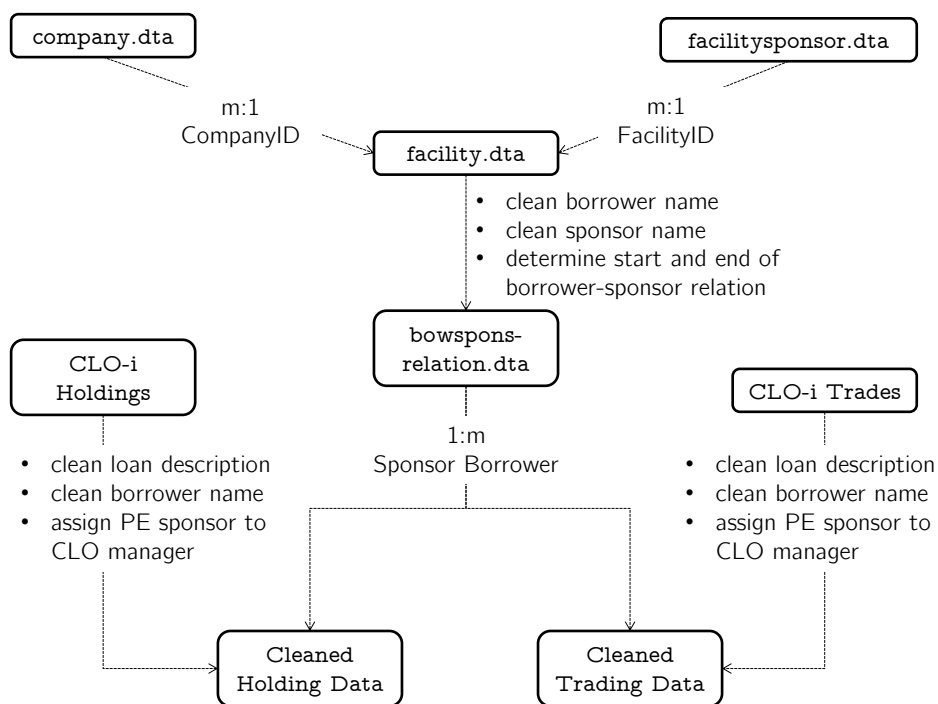 company.dta
facilitysponsor.dta
m:1
CompanyID
m:1
FacilityID
facility.dta
• clean borrower name
• clean sponsor name
• determine start and end of
borrower-sponsor relation
bowspons-
relation.dta
CLO-i
Holdings
CLO-i Trades
1:m
Sponsor Borrower
• clean loan description
• clean borrower name
• assign PE sponsor to
CLO manager
• clean loan description
• clean borrower name
• assign PE sponsor to
CLO manager
Cleaned
Holding Data
Cleaned
Trading Data